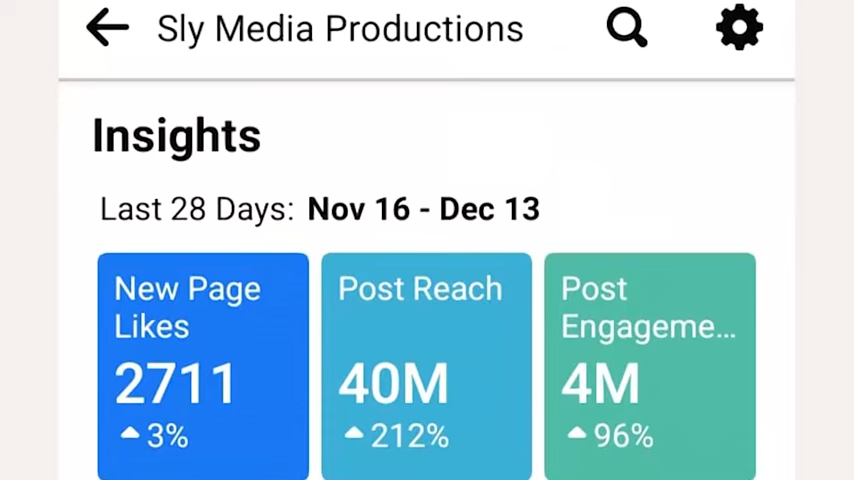 Sly Media Productions
Insights
Last 28 Days: Nov 16 - Dec 13
New Page
Likes
2711
3%
Post Reach
40M
212%
Post
Engageme...
4M
96%